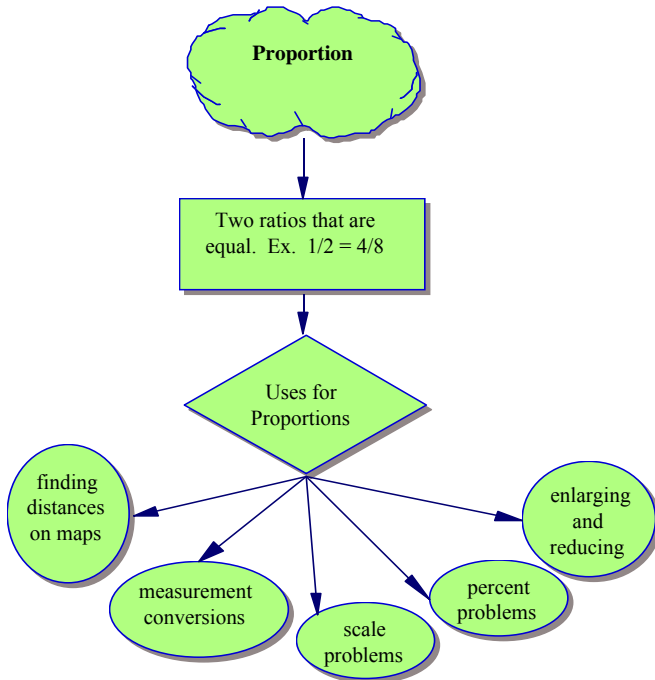 Proportion
Two ratios that are
equal.  Ex.  1/2 = 4/8
Uses for
Proportions
finding
distances
on maps
measurement
conversions
scale
problems
percent
problems
enlarging
and
reducing